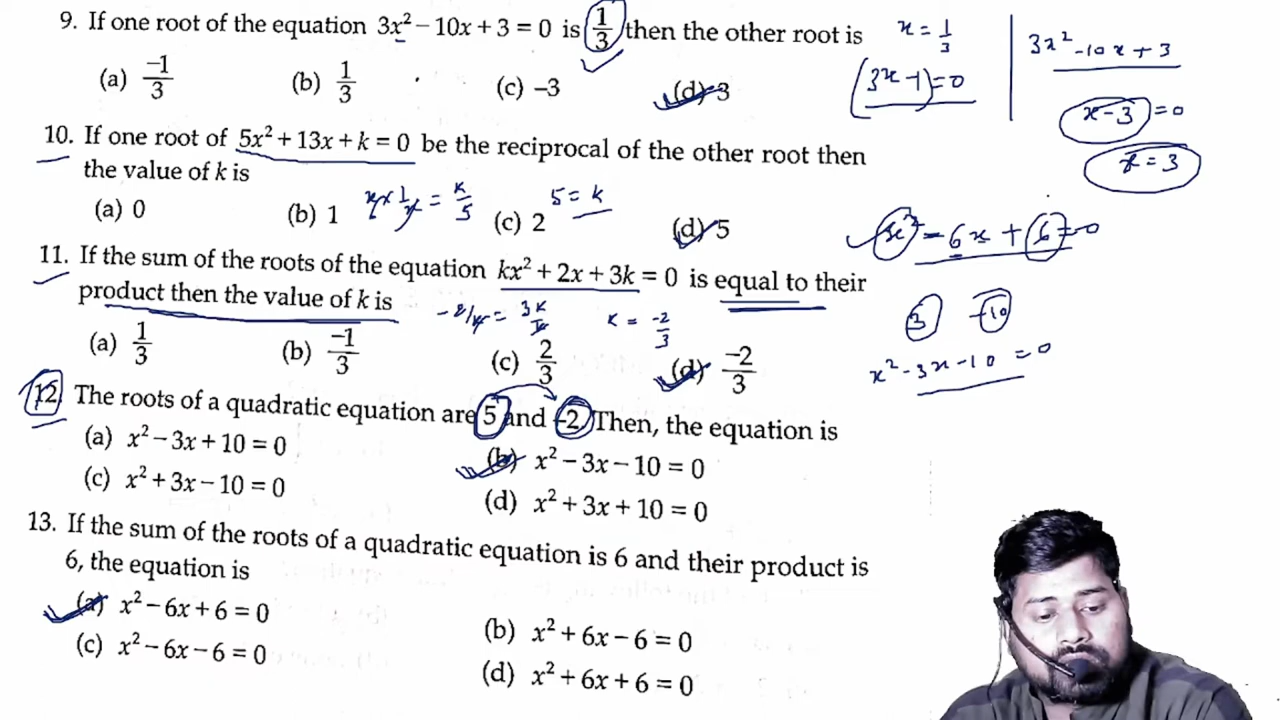 9. If one root of the equation 3x² − 10x + 3 = 0 is 1/3 then the other root is
(a) −1/3 (b) 1/3 (c) −3 (d) 3
10. If one root of 5x² + 13x + k = 0 be the reciprocal of the other root then
the value of k is
(a) 0 (b) 1 (c) 2 (d) 5
11. If the sum of the roots of the equation kx² + 2x + 3k = 0 is equal to their
product then the value of k is
(a) 1/3 (b) −1/3 (c) 2/3 (d) −2/3
12. The roots of a quadratic equation are 5 and −2. Then, the equation is
(a) x² − 3x + 10 = 0 (b) x² − 3x − 10 = 0
(c) x² + 3x − 10 = 0 (d) x² + 3x + 10 = 0
13. If the sum of the roots of a quadratic equation is 6 and their product is
6, the equation is
(a) x² − 6x + 6 = 0 (b) x² + 6x − 6 = 0
(c) x² − 6x − 6 = 0 (d) x² + 6x + 6 = 0
x = 1/3
(3x − 1) = 0
3x² − 10x + 3
x − 3 = 0
x = 3
x × 1/x = k/5
5 = k
−2/k = 3k/k
k = −2/3
x² − 6x + 6 = 0
3 −10
x² − 3x − 10 = 0